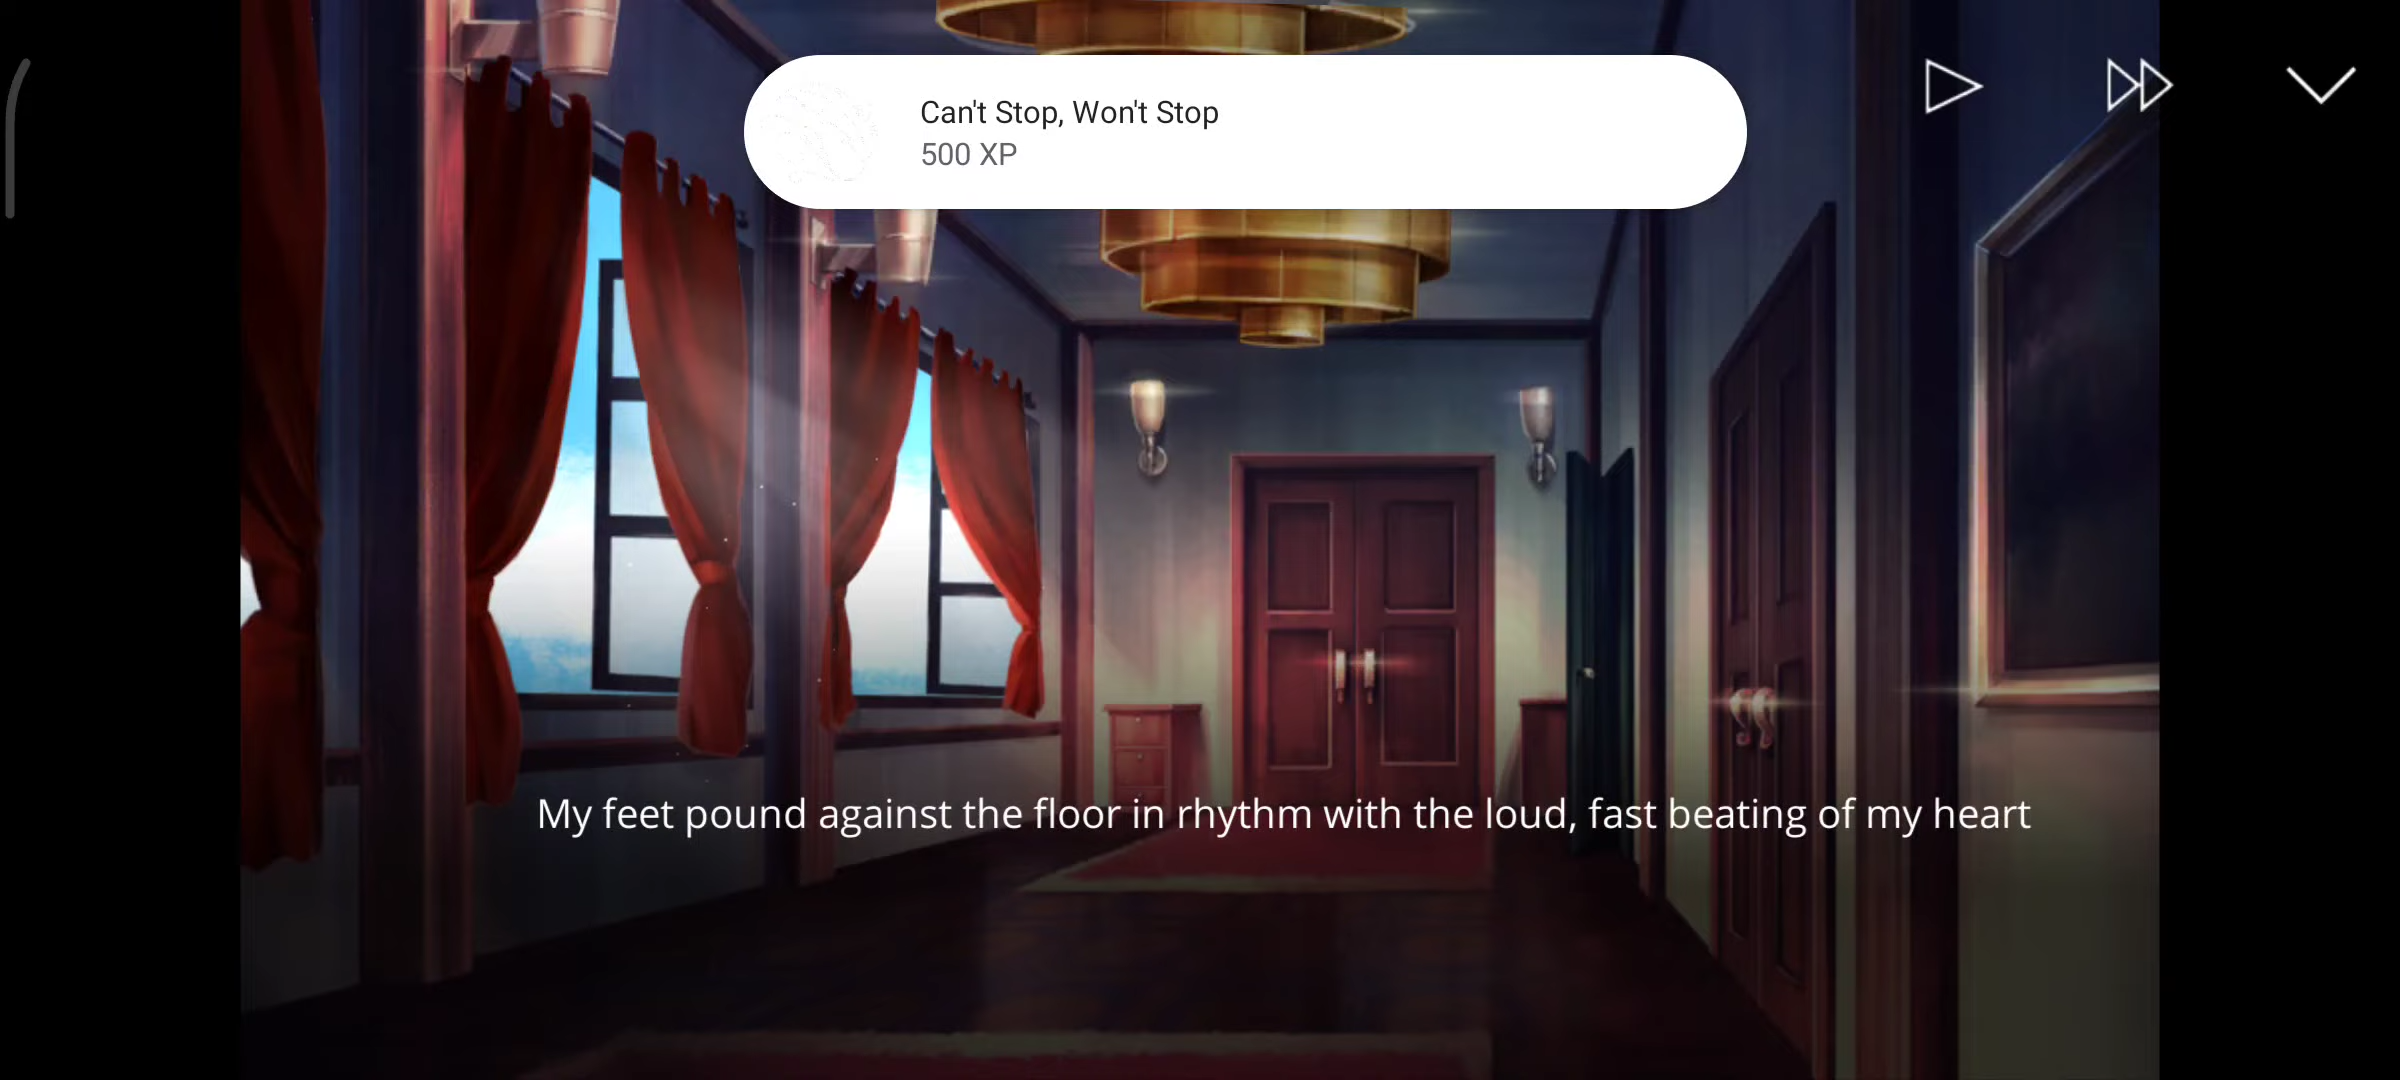 Can't Stop, Won't Stop
500 XP
My feet pound against the floor in rhythm with the loud, fast beating of my heart